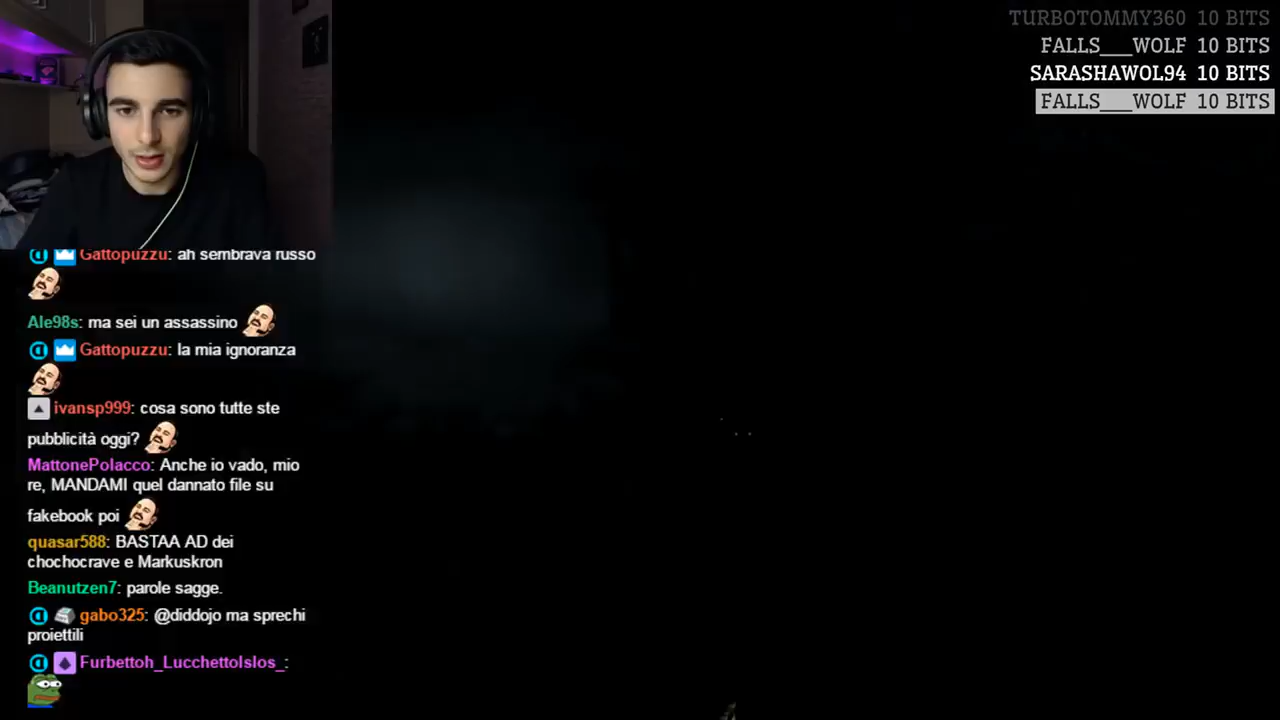 TURBOTOMMY360 10 BITS
FALLS___WOLF 10 BITS
SARASHAWOL94 10 BITS
FALLS___WOLF 10 BITS
Gattopuzzu: ah sembrava russo
Ale98s: ma sei un assassino
Gattopuzzu: la mia ignoranza
ivansp999: cosa sono tutte ste
pubblicità oggi?
MattonePolacco: Anche io vado, mio
re, MANDAMI quel dannato file su
fakebook poi
quasar588: BASTAA AD dei
chochocrave e Markuskron
Beanutzen7: parole sagge.
gabo325: @diddojo ma sprechi
proiettili
Furbettoh_LucchettoIslos_: